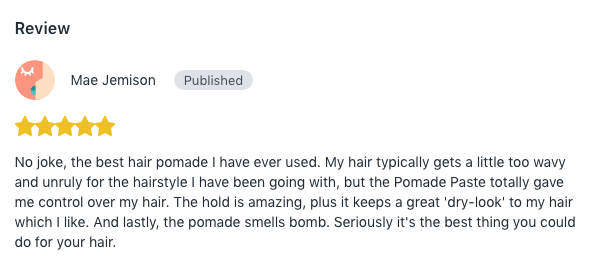 Review
Mae Jemison Published
No joke, the best hair pomade I have ever used. My hair typically gets a little too wavy
and unruly for the hairstyle I have been going with, but the Pomade Paste totally gave
me control over my hair. The hold is amazing, plus it keeps a great 'dry-look' to my hair
which I like. And lastly, the pomade smells bomb. Seriously it's the best thing you could
do for your hair.